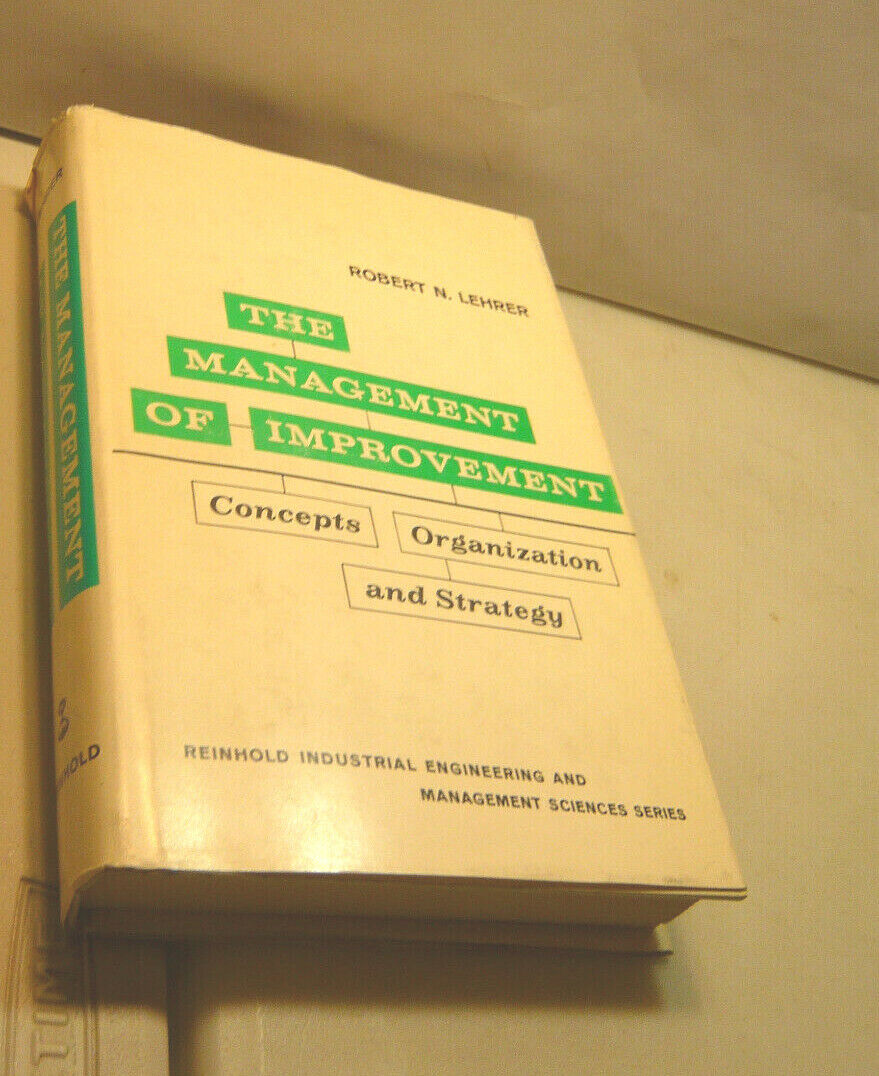 ROBERT N. LEHRER
THE
MANAGEMENT
OF IMPROVEMENT
Concepts Organization
and Strategy
REINHOLD INDUSTRIAL ENGINEERING AND
MANAGEMENT SCIENCES SERIES
THE MANAGEMENT